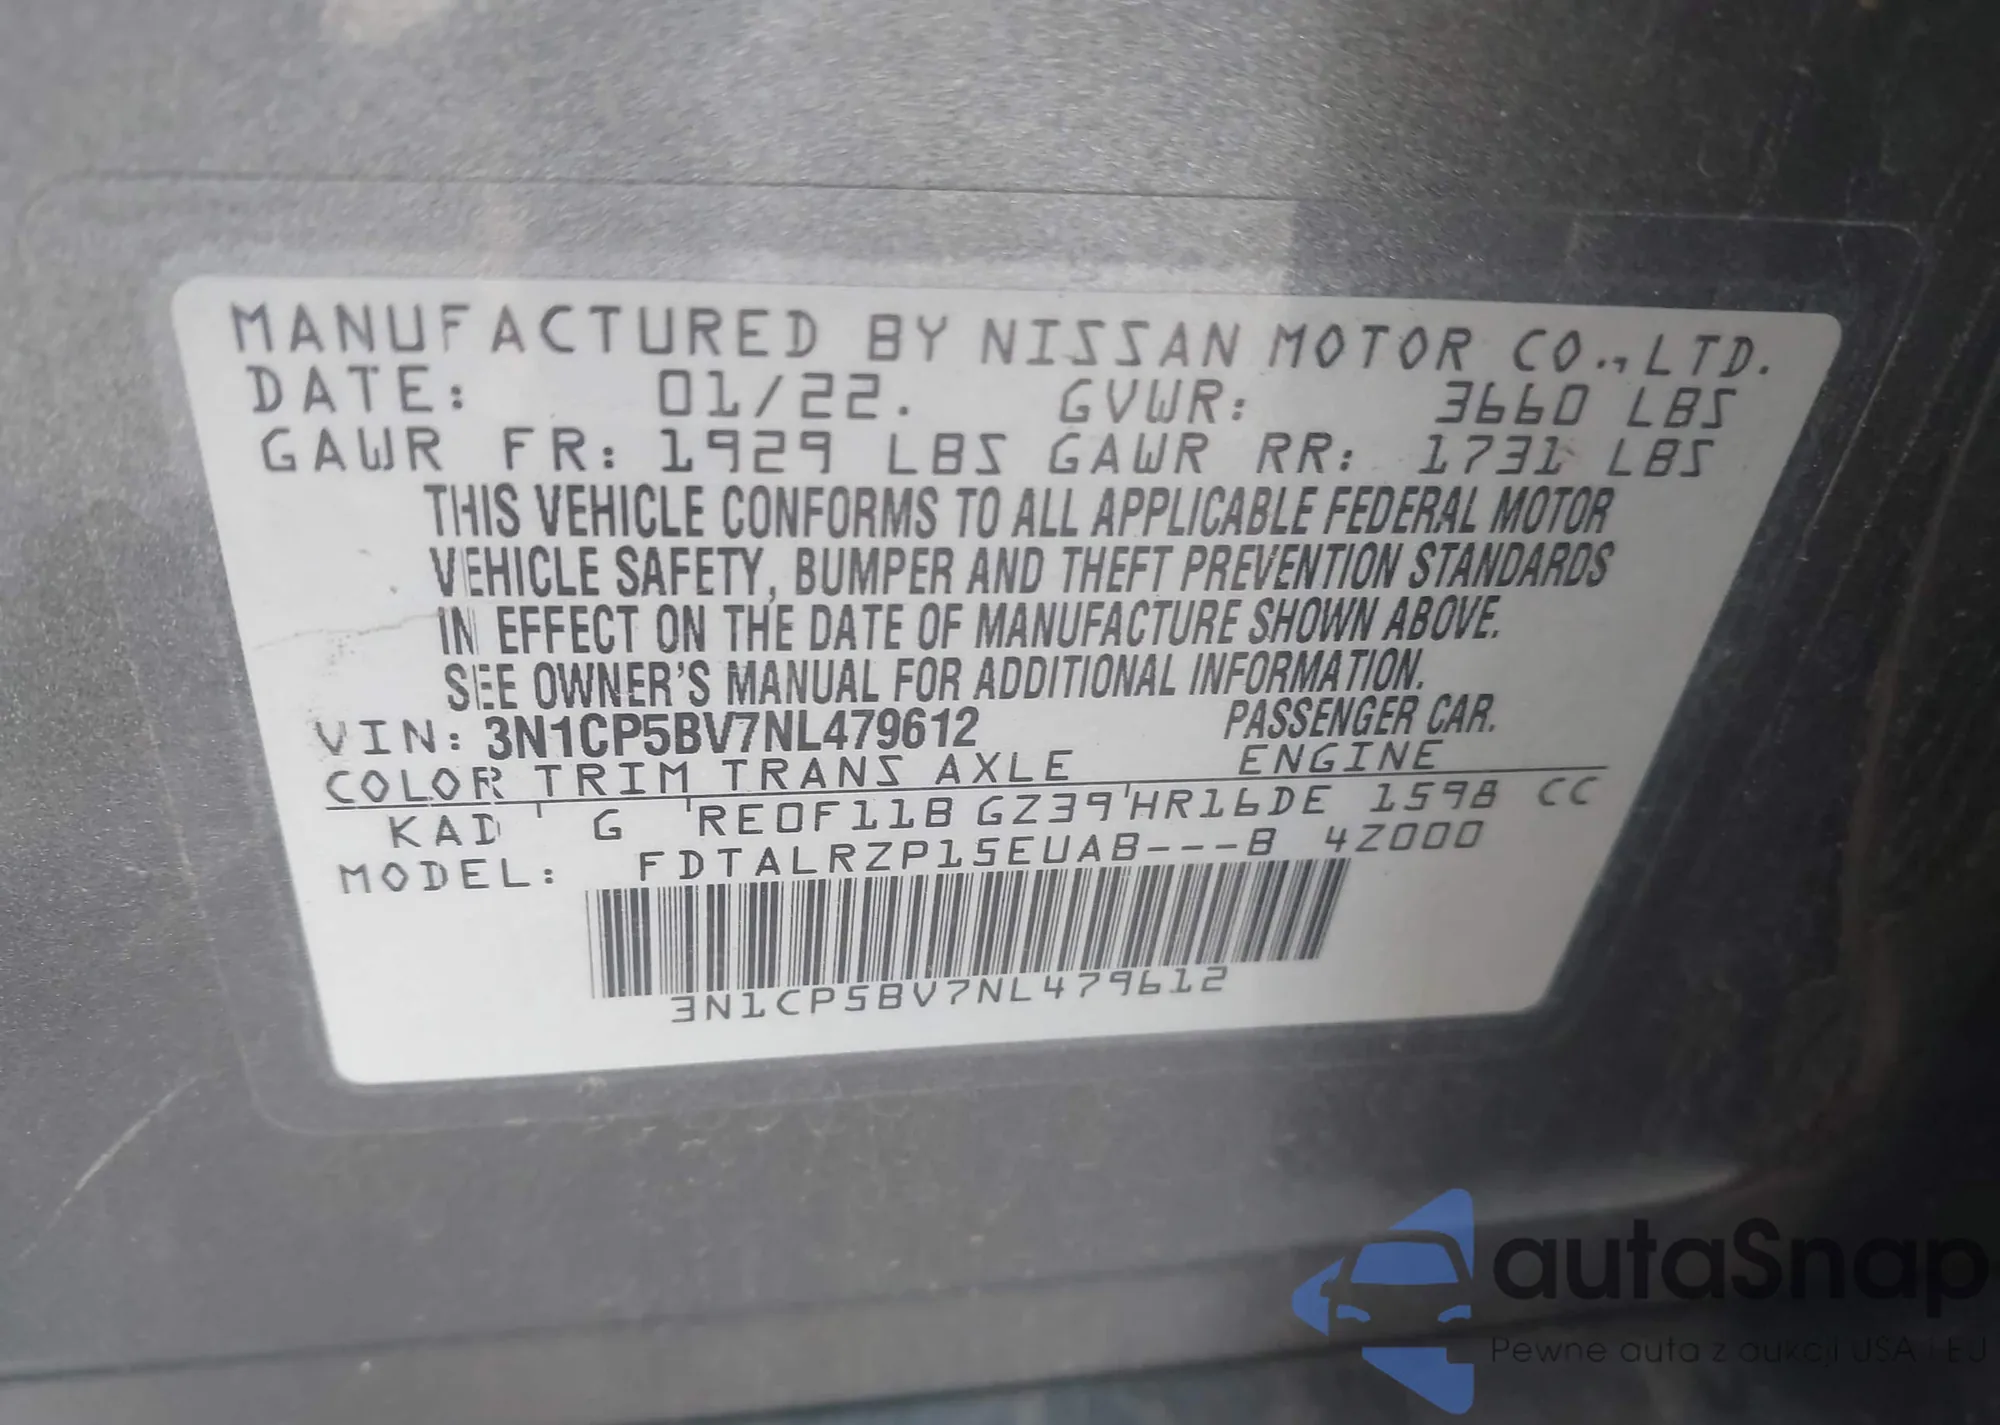 MANUFACTURED BY NISSAN MOTOR CO.,LTD.
DATE: 01/22. GVWR: 3660 LBS
GAWR FR: 1929 LBS GAWR RR: 1731 LBS
THIS VEHICLE CONFORMS TO ALL APPLICABLE FEDERAL MOTOR
VEHICLE SAFETY, BUMPER AND THEFT PREVENTION STANDARDS
IN EFFECT ON THE DATE OF MANUFACTURE SHOWN ABOVE.
SEE OWNER'S MANUAL FOR ADDITIONAL INFORMATION.
VIN: 3N1CP5BV7NL479612 PASSENGER CAR.
COLOR TRIM TRANS AXLE ENGINE
KAD G RE0F11B GZ39 HR16DE 1598 CC
MODEL: FDTALRZP15EUAB---B 4Z000
3N1CP5BV7NL479612
autaSnap
Pewne auta z aukcji USA i EU